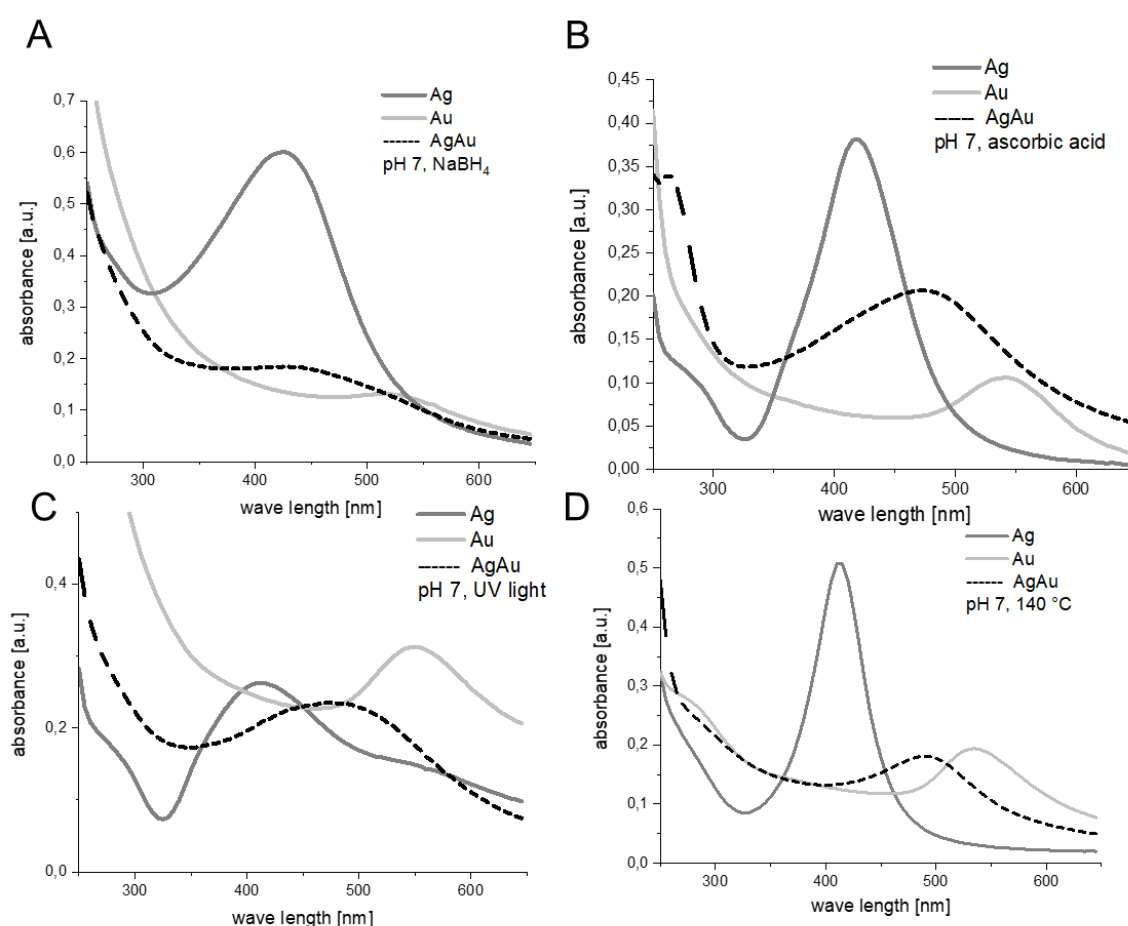 A
Ag
Au
AgAu
pH 7, NaBH₄
0,7
0,6
0,5
0,4
0,3
0,2
0,1
0,0
absorbance [a.u.]
300
400
500
600
wave length [nm]
B
Ag
Au
AgAu
pH 7, ascorbic acid
0,45
0,40
0,35
0,30
0,25
0,20
0,15
0,10
0,05
0,00
absorbance [a.u.]
300
400
500
600
wave length [nm]
C
Ag
Au
AgAu
pH 7, UV light
0,4
0,2
0,0
absorbance [a.u.]
300
400
500
600
wave length [nm]
D
Ag
Au
AgAu
pH 7, 140 °C
0,6
0,5
0,4
0,3
0,2
0,1
0,0
absorbance [a.u.]
300
400
500
600
wave length [nm]